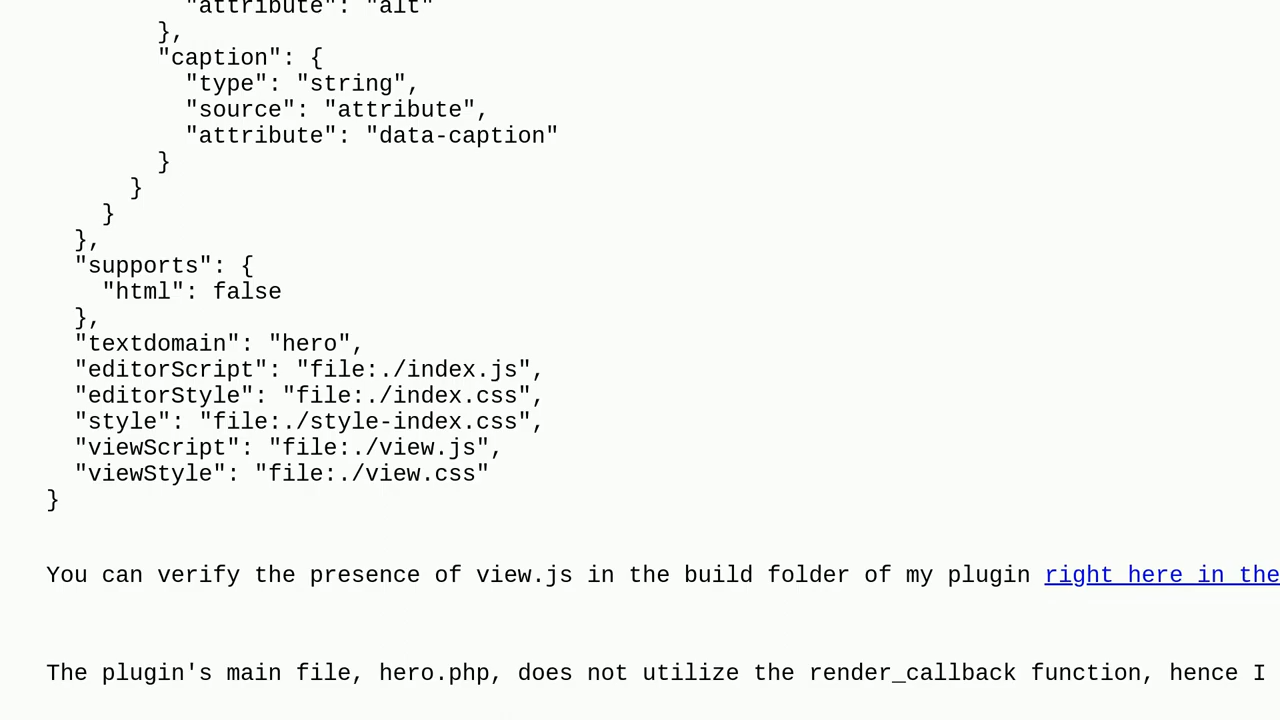 "attribute": "alt"
},
"caption": {
"type": "string",
"source": "attribute",
"attribute": "data-caption"
}
}
}
},
"supports": {
"html": false
},
"textdomain": "hero",
"editorScript": "file:./index.js",
"editorStyle": "file:./index.css",
"style": "file:./style-index.css",
"viewScript": "file:./view.js",
"viewStyle": "file:./view.css"
}
You can verify the presence of view.js in the build folder of my plugin right here in the
The plugin's main file, hero.php, does not utilize the render_callback function, hence I